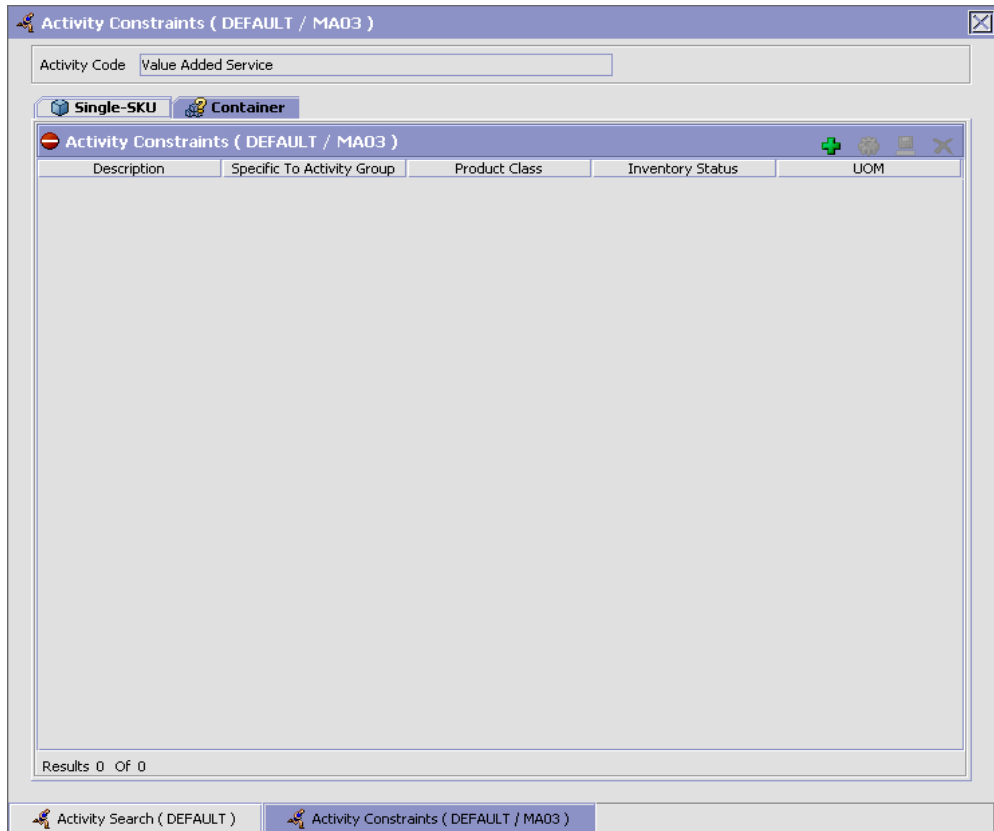 Activity Constraints ( DEFAULT / MA03 )
Activity Code Value Added Service
Single-SKU Container
Activity Constraints ( DEFAULT / MA03 )
Description Specific To Activity Group Product Class Inventory Status UOM
Results 0 Of 0
Activity Search ( DEFAULT ) Activity Constraints ( DEFAULT / MA03 )